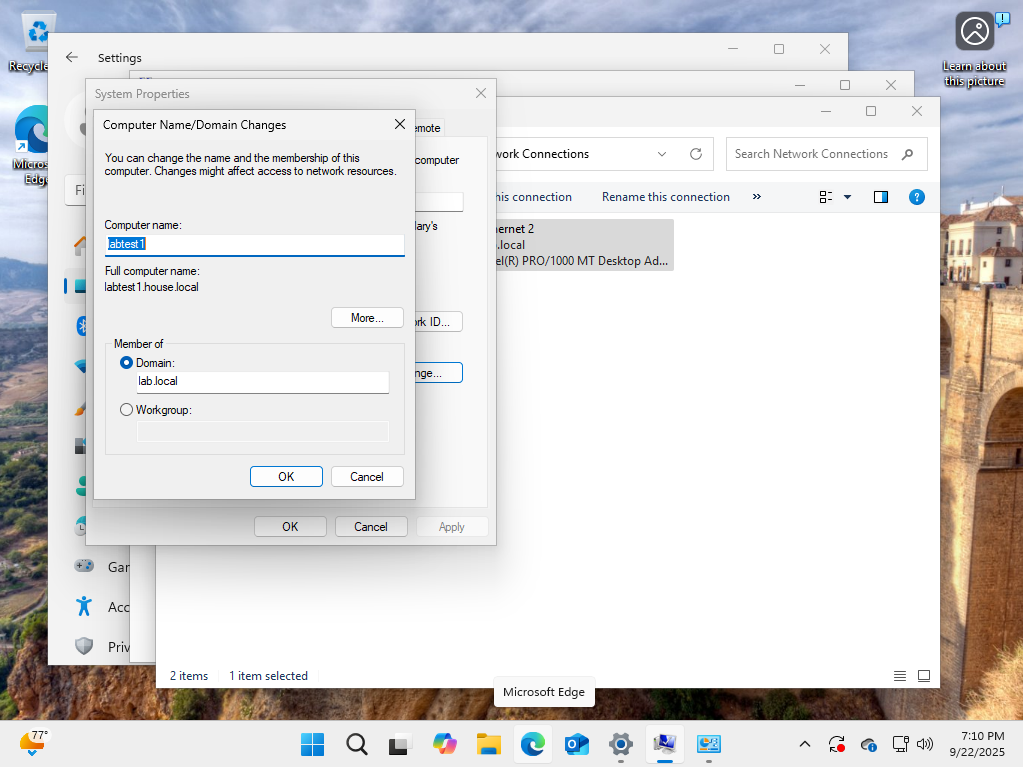 Recycle
Learn about
this picture
Micros
Edge
Settings
System Properties
Computer Name/Domain Changes
emote
You can change the name and the membership of this
computer. Changes might affect access to network resources.
computer
work Connections
Search Network Connections
Fi
his connection
Rename this connection
»
?
Computer name:
labtest1
ary's
ernet 2
.local
el(R) PRO/1000 MT Desktop Ad...
Full computer name:
labtest1.house.local
More...
rk ID...
Member of
Domain:
lab.local
nge...
Workgroup:
OK
Cancel
OK
Cancel
Apply
Gar
Acc
Priv
2 items
1 item selected
Microsoft Edge
77°
7:10 PM
9/22/2025